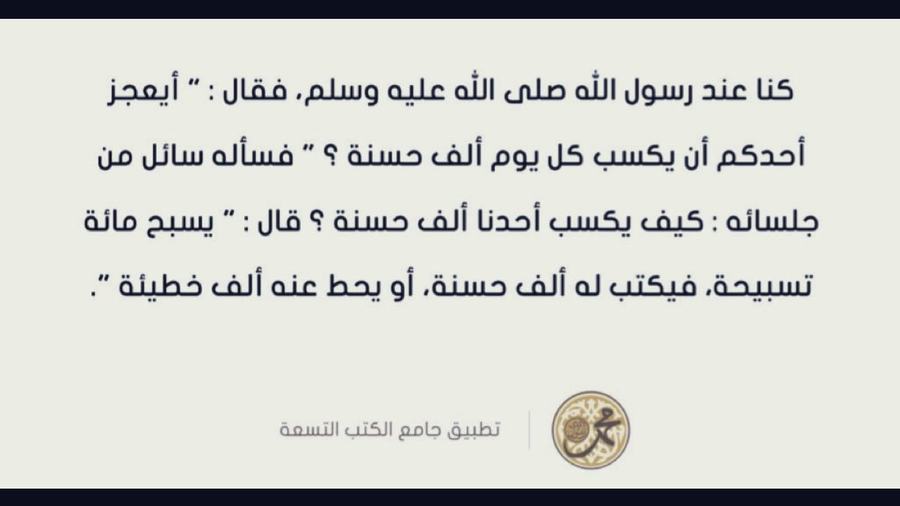 كنا عند رسول الله صلى الله عليه وسلم، فقال : " أيعجز
أحدكم أن يكسب كل يوم ألف حسنة ؟ " فسأله سائل من
جلسائه : كيف يكسب أحدنا ألف حسنة ؟ قال : " يسبح مائة
تسبيحة، فيكتب له ألف حسنة، أو يحط عنه ألف خطيئة ".
تطبيق جامع الكتب التسعة
محمد